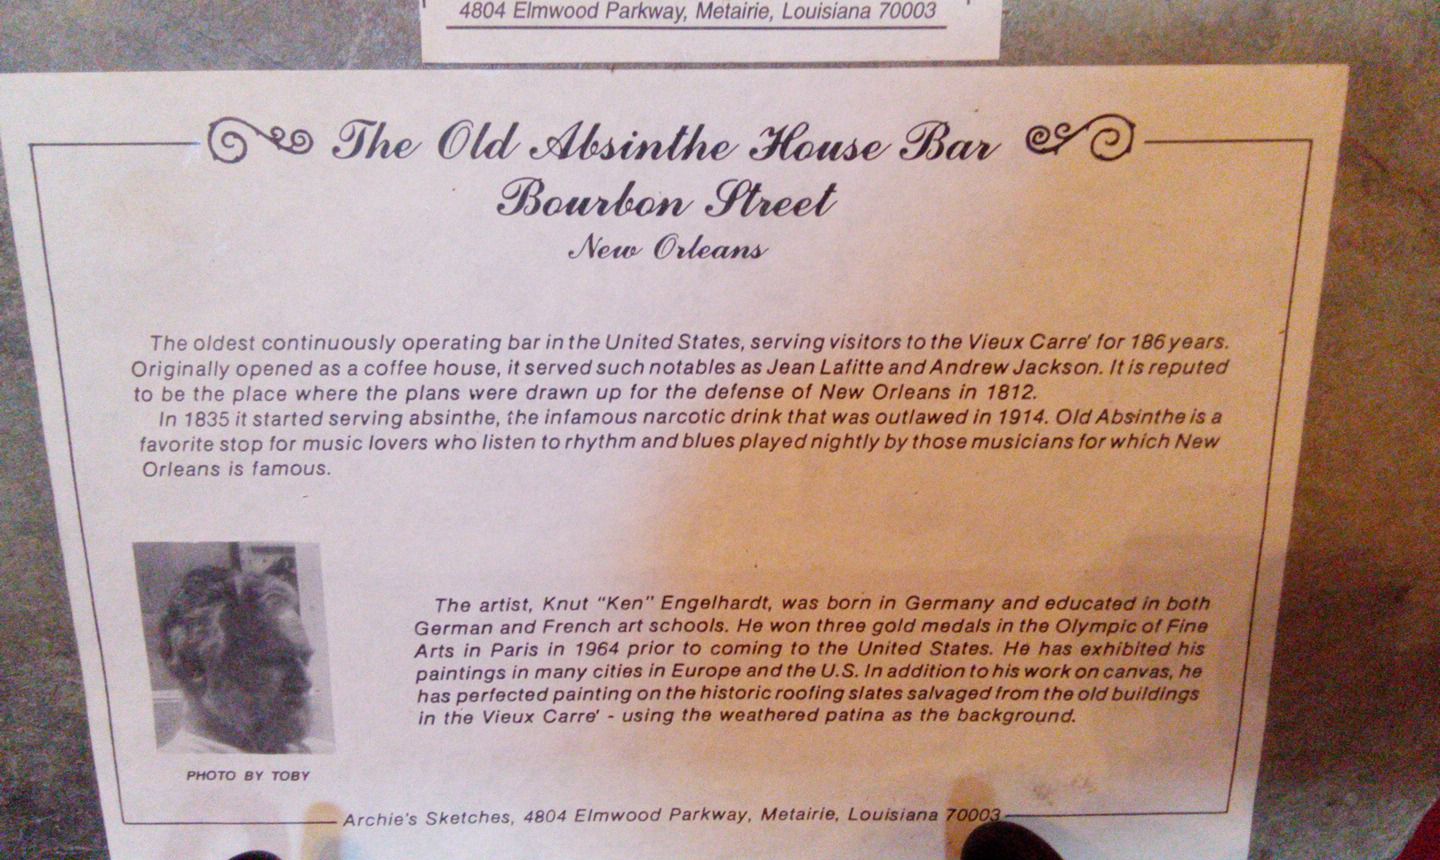 4804 Elmwood Parkway, Metairie, Louisiana 70003
The Old Absinthe House Bar
Bourbon Street
New Orleans
The oldest continuously operating bar in the United States, serving visitors to the Vieux Carre' for 186 years.
Originally opened as a coffee house, it served such notables as Jean Lafitte and Andrew Jackson. It is reputed
to be the place where the plans were drawn up for the defense of New Orleans in 1812.
In 1835 it started serving absinthe, the infamous narcotic drink that was outlawed in 1914. Old Absinthe is a
favorite stop for music lovers who listen to rhythm and blues played nightly by those musicians for which New
Orleans is famous.
The artist, Knut "Ken" Engelhardt, was born in Germany and educated in both
German and French art schools. He won three gold medals in the Olympic of Fine
Arts in Paris in 1964 prior to coming to the United States. He has exhibited his
paintings in many cities in Europe and the U.S. In addition to his work on canvas, he
has perfected painting on the historic roofing slates salvaged from the old buildings
in the Vieux Carre' - using the weathered patina as the background.
PHOTO BY TOBY
Archie's Sketches, 4804 Elmwood Parkway, Metairie, Louisiana 70003